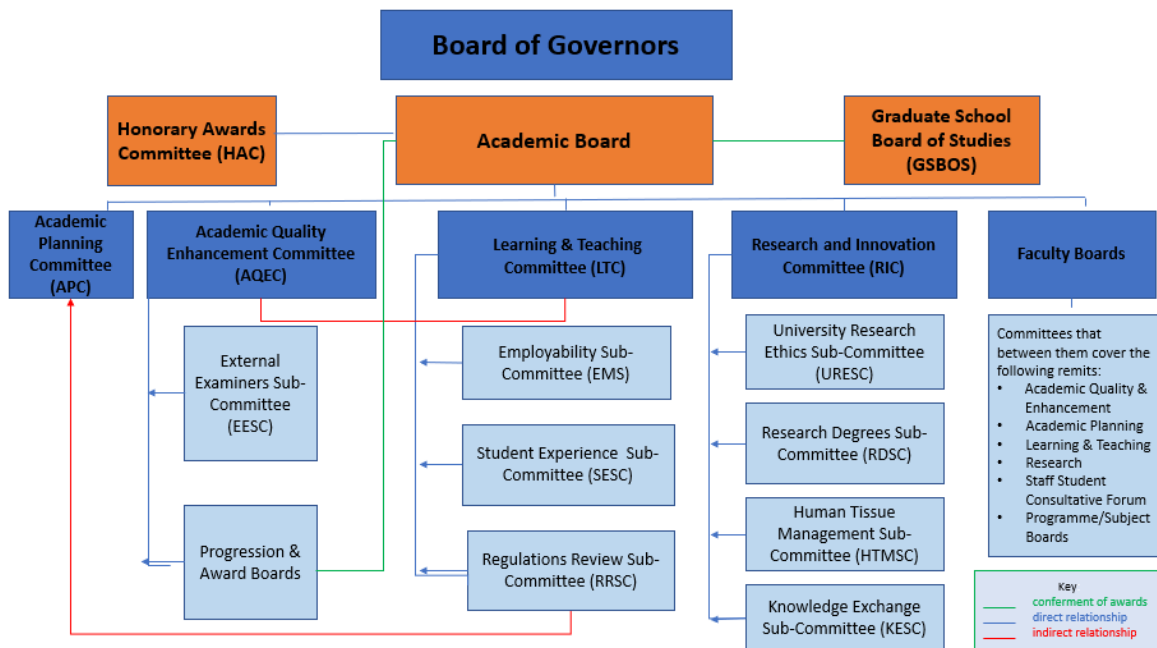 Board of Governors
Honorary Awards
Committee (HAC)
Academic Board
Graduate School
Board of Studies
(GSBOS)
Academic
Planning
Committee
(APC)
Academic Quality
Enhancement Committee
(AQEC)
Learning & Teaching
Committee (LTC)
Research and Innovation
Committee (RIC)
Faculty Boards
External
Examiners Sub-
Committee
(EESC)
Progression &
Award Boards
Employability Sub-
Committee (EMS)
Student Experience Sub-
Committee (SESC)
Regulations Review Sub-
Committee (RRSC)
University Research
Ethics Sub-Committee
(URESC)
Research Degrees Sub-
Committee (RDSC)
Human Tissue
Management Sub-
Committee (HTMSC)
Knowledge Exchange
Sub-Committee (KESC)
Committees that
between them cover the
following remits:
• Academic Quality &
Enhancement
• Academic Planning
• Learning & Teaching
• Research
• Staff Student
Consultative Forum
• Programme/Subject
Boards
Key
conferment of awards
direct relationship
indirect relationship